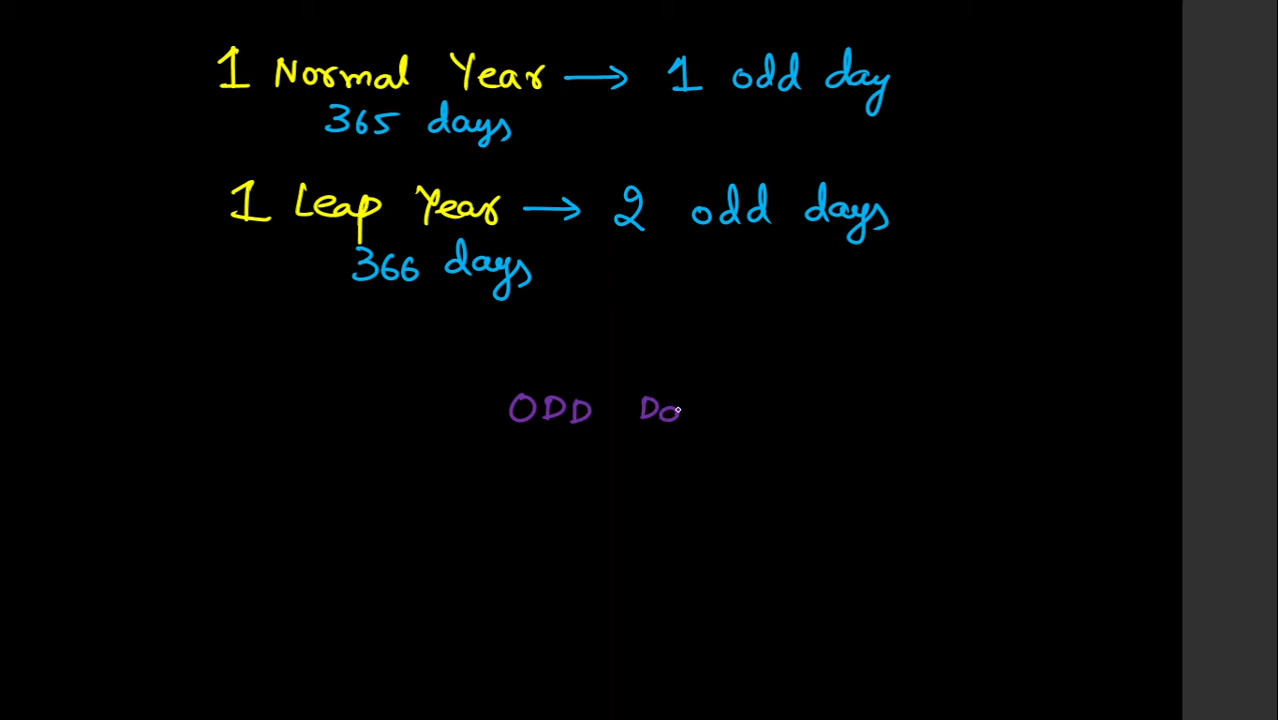 1 Normal Year → 1 odd day
365 days
1 Leap Year → 2 odd days
366 days
ODD